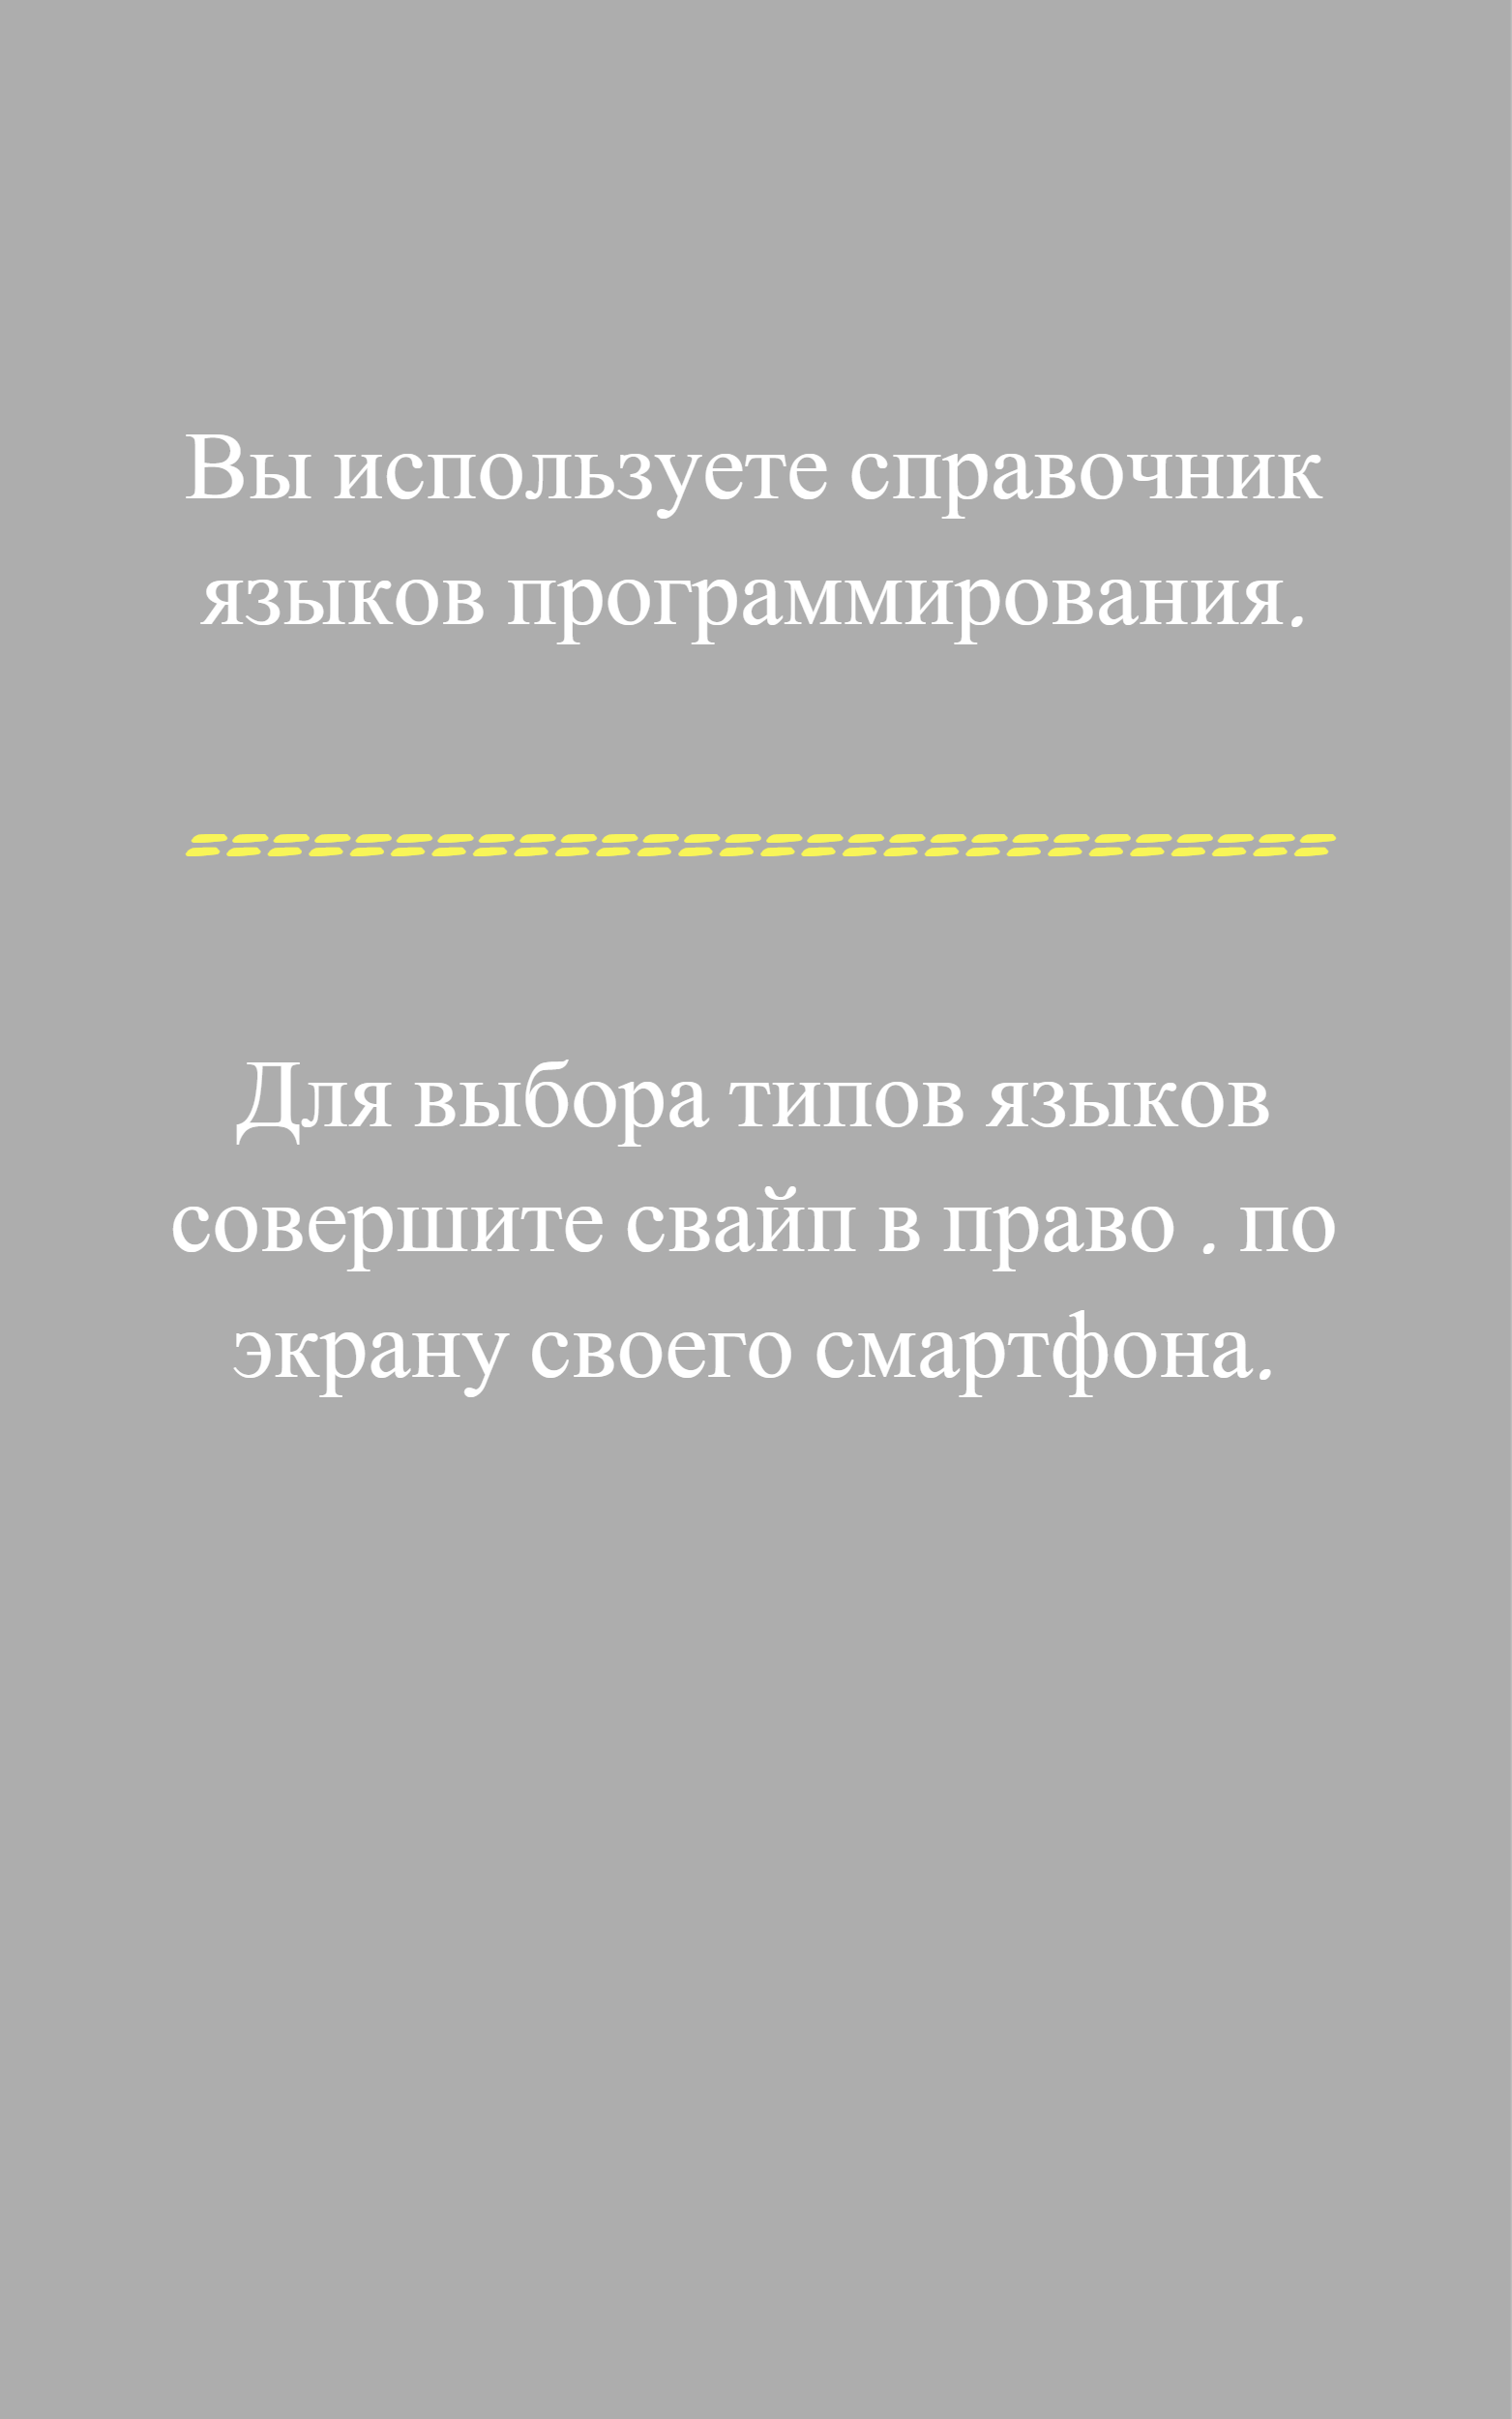 Вы используете справочник
языков программирования.
============================
Для выбора типов языков
совершите свайп в право . по
экрану своего смартфона.